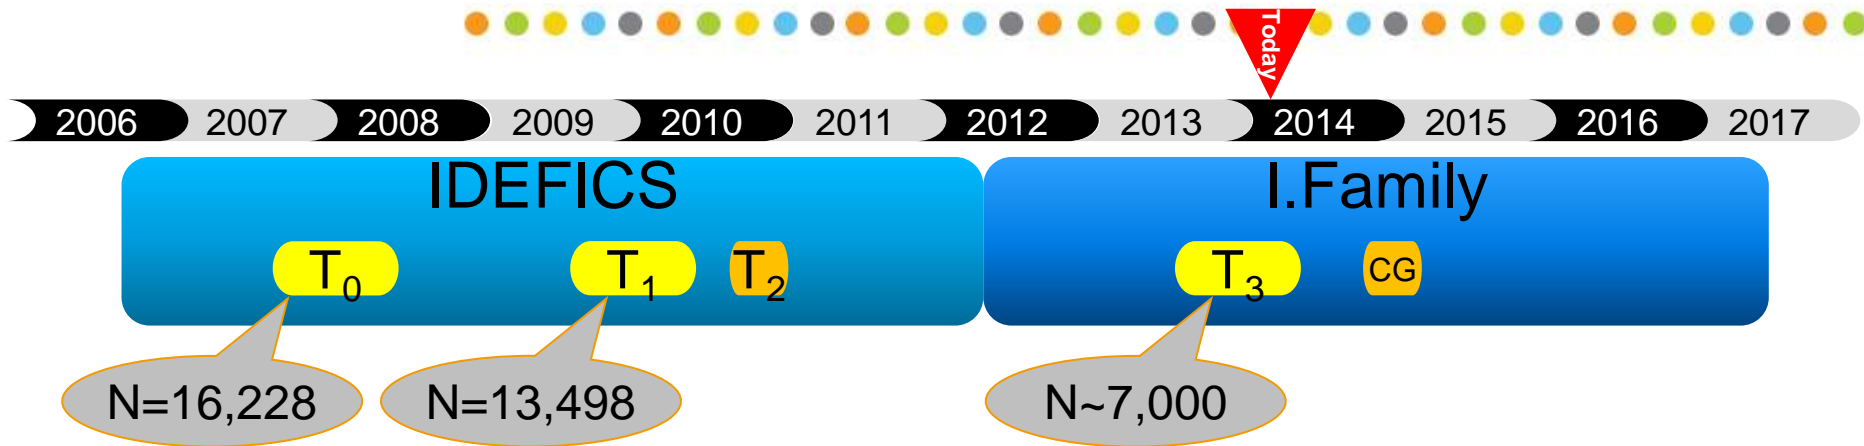 Today
2006 2007 2008 2009 2010 2011 2012 2013 2014 2015 2016 2017
IDEFICS I.Family
T0 T1 T2 T3 CG
N=16,228 N=13,498 N~7,000